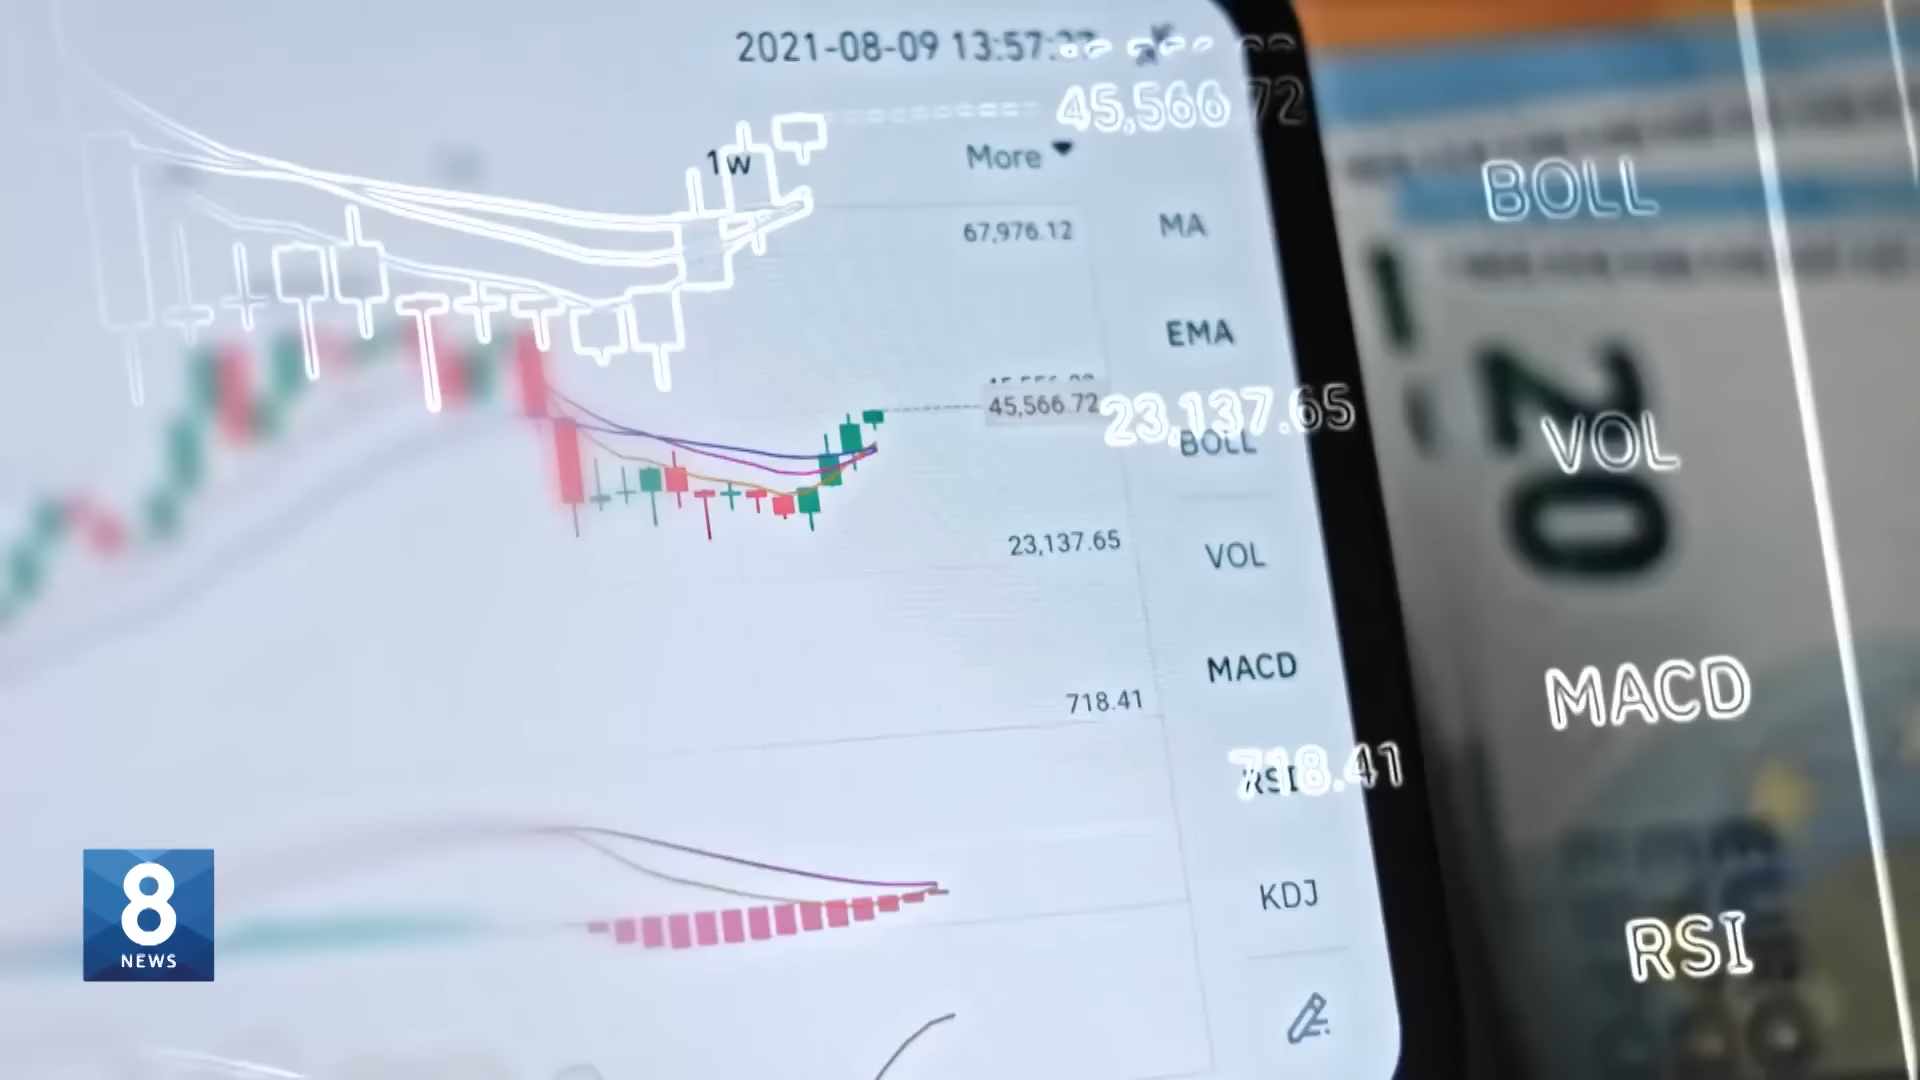 2021-08-09 13:57:
45,566.72
1w
More
67,976.12
MA
BOLL
EMA
45,566.72
23,137.65
BOLL
VOL
20
23,137.65
VOL
MACD
MACD
718.41
718.41
RSI
KDJ
RSI
8
NEWS